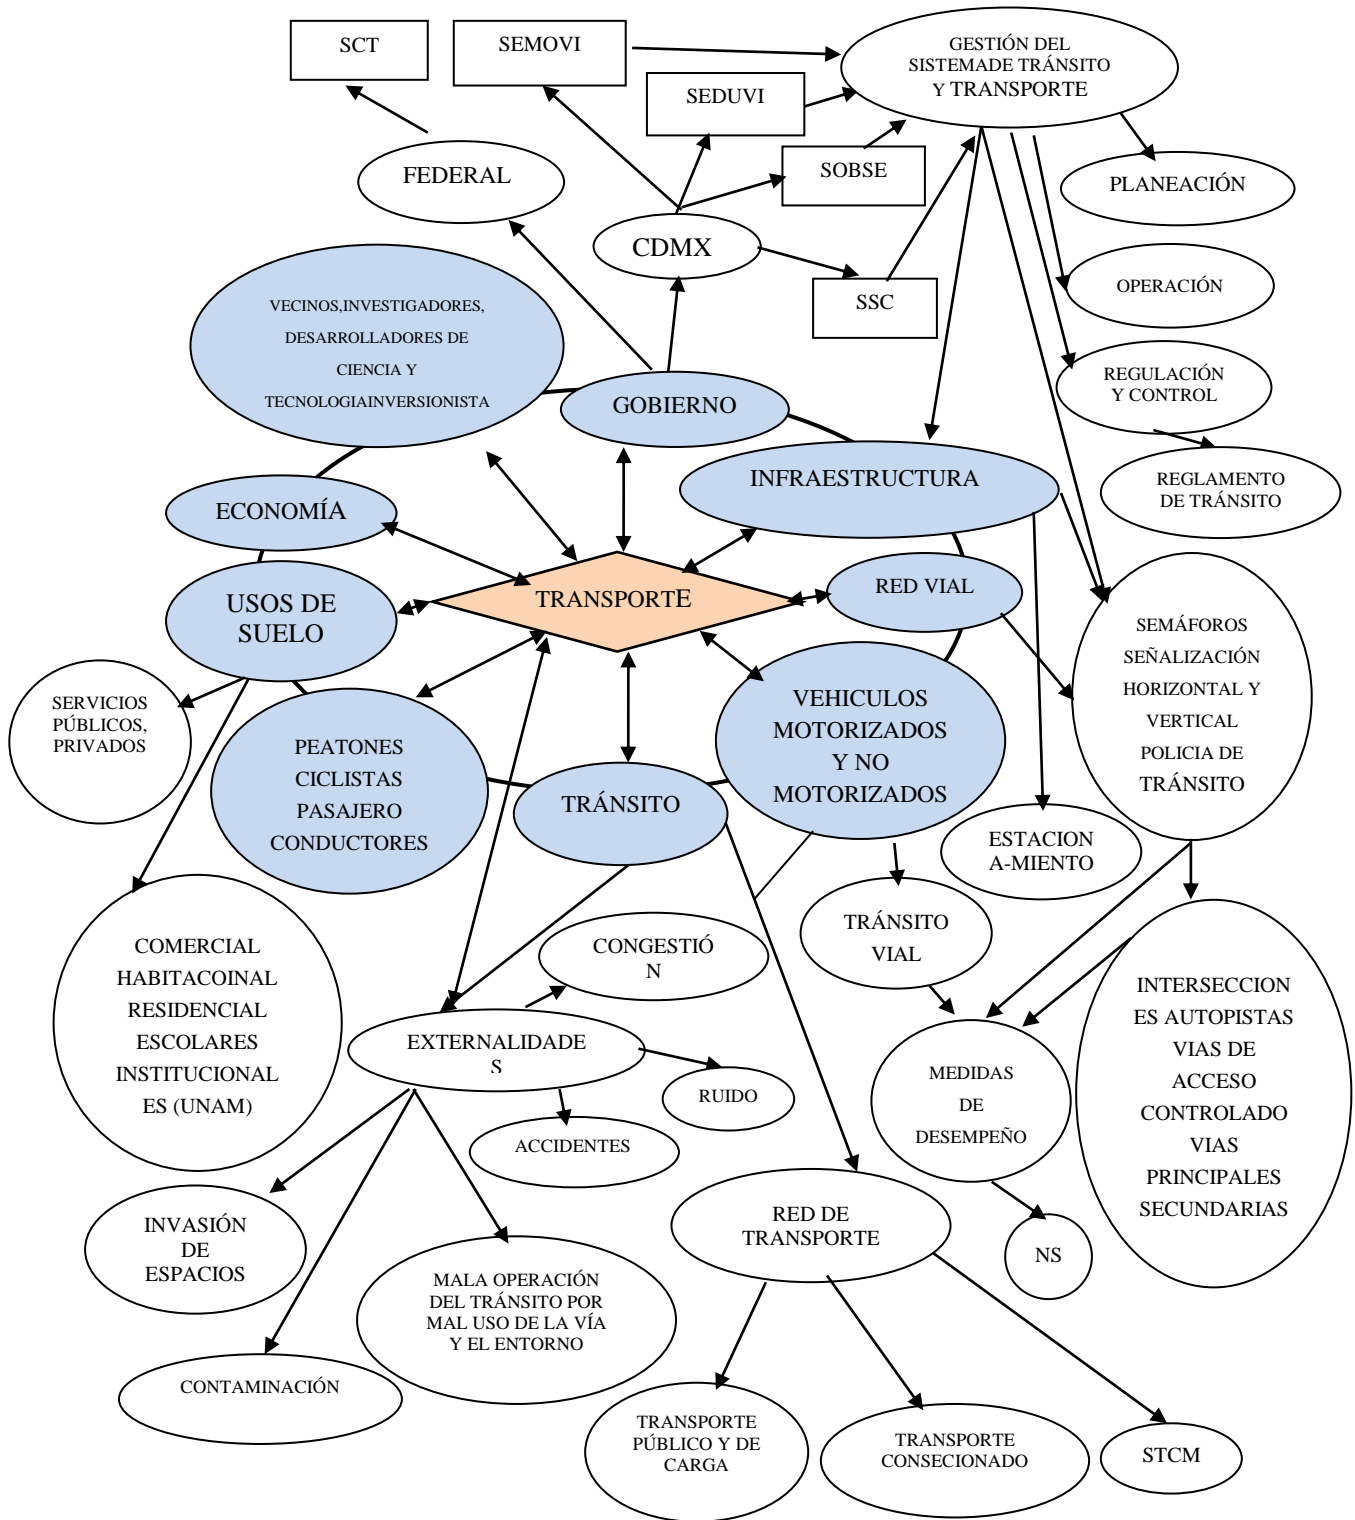 SCT
SEMOVI
GESTIÓN DEL
SISTEMADE TRÁNSITO
Y TRANSPORTE
SEDUVI
SOBSE
FEDERAL
PLANEACIÓN
CDMX
OPERACIÓN
SSC
VECINOS,INVESTIGADORES,
DESARROLLADORES DE
CIENCIA Y
TECNOLOGIAINVERSIONISTA
REGULACIÓN
Y CONTROL
GOBIERNO
INFRAESTRUCTURA
REGLAMENTO
DE TRÁNSITO
ECONOMÍA
USOS DE
SUELO
TRANSPORTE
RED VIAL
SEMÁFOROS
SEÑALIZACIÓN
HORIZONTAL Y
VERTICAL
POLICIA DE
TRÁNSITO
SERVICIOS
PÚBLICOS,
PRIVADOS
PEATONES
CICLISTAS
PASAJERO
CONDUCTORES
VEHICULOS
MOTORIZADOS
Y NO
MOTORIZADOS
TRÁNSITO
ESTACION
A-MIENTO
TRÁNSITO
VIAL
CONGESTIÓ
N
COMERCIAL
HABITACOINAL
RESIDENCIAL
ESCOLARES
INSTITUCIONAL
ES (UNAM)
INTERSECCION
ES AUTOPISTAS
VIAS DE
ACCESO
CONTROLADO
VIAS
PRINCIPALES
SECUNDARIAS
EXTERNALIDADE
S
MEDIDAS
DE
DESEMPEÑO
RUIDO
ACCIDENTES
INVASIÓN
DE
ESPACIOS
RED DE
TRANSPORTE
NS
MALA OPERACIÓN
DEL TRÁNSITO POR
MAL USO DE LA VÍA
Y EL ENTORNO
CONTAMINACIÓN
TRANSPORTE
PÚBLICO Y DE
CARGA
TRANSPORTE
CONSECIONADO
STCM